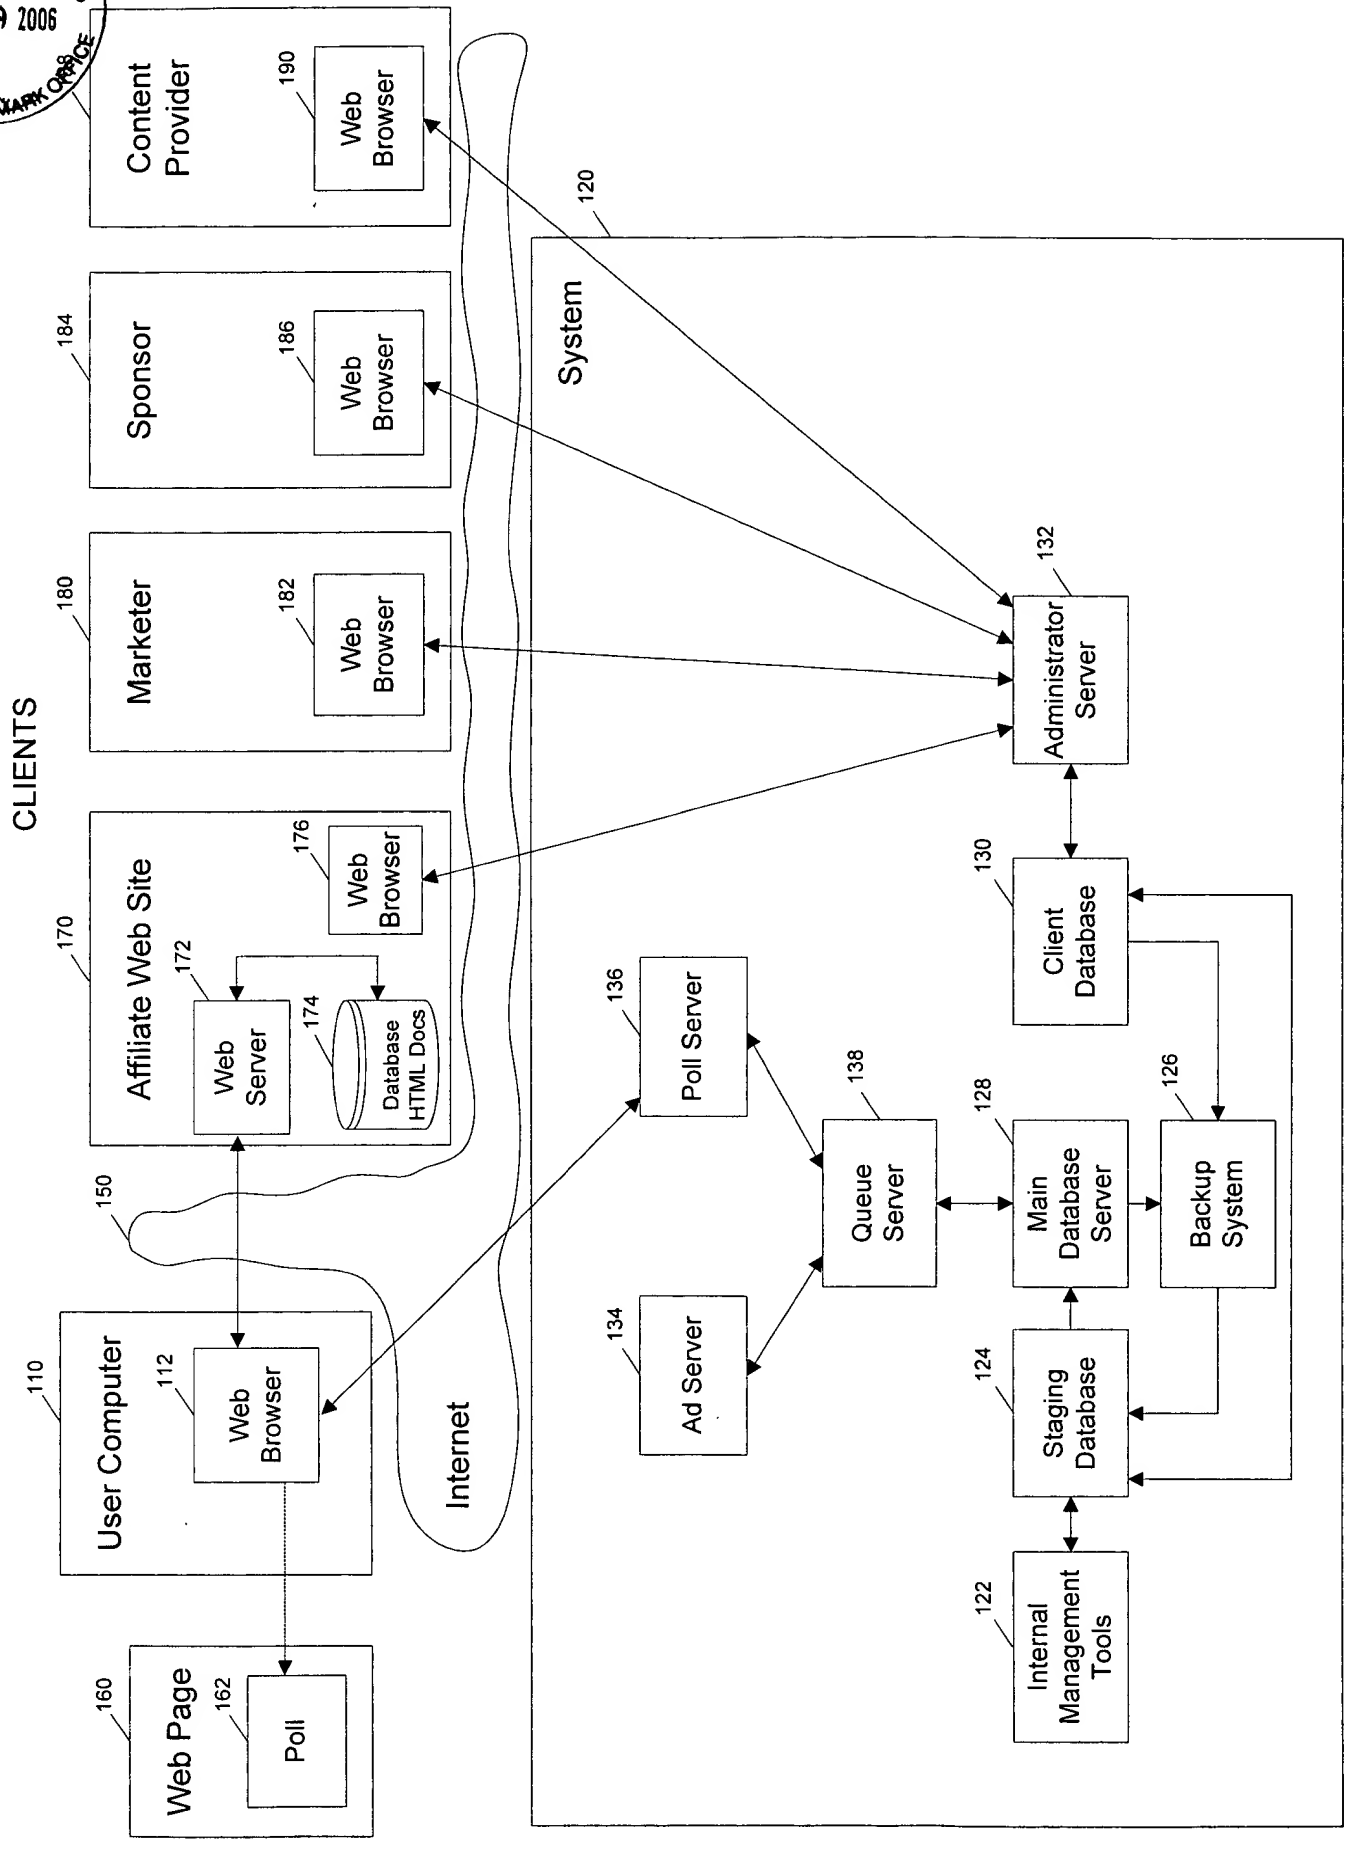 CLIENTS
2006
MARK OFFICE
160
Web Page
162
Poll
110
User Computer
112
Web
Browser
150
Internet
170
Affiliate Web Site
172
Web
Server
174
Database
HTML Docs
176
Web
Browser
180
Marketer
182
Web
Browser
184
Sponsor
186
Web
Browser
Content
Provider
190
Web
Browser
120
System
134
Ad Server
136
Poll Server
138
Queue
Server
122
Internal
Management
Tools
124
Staging
Database
128
Main
Database
Server
126
Backup
System
130
Client
Database
132
Administrator
Server